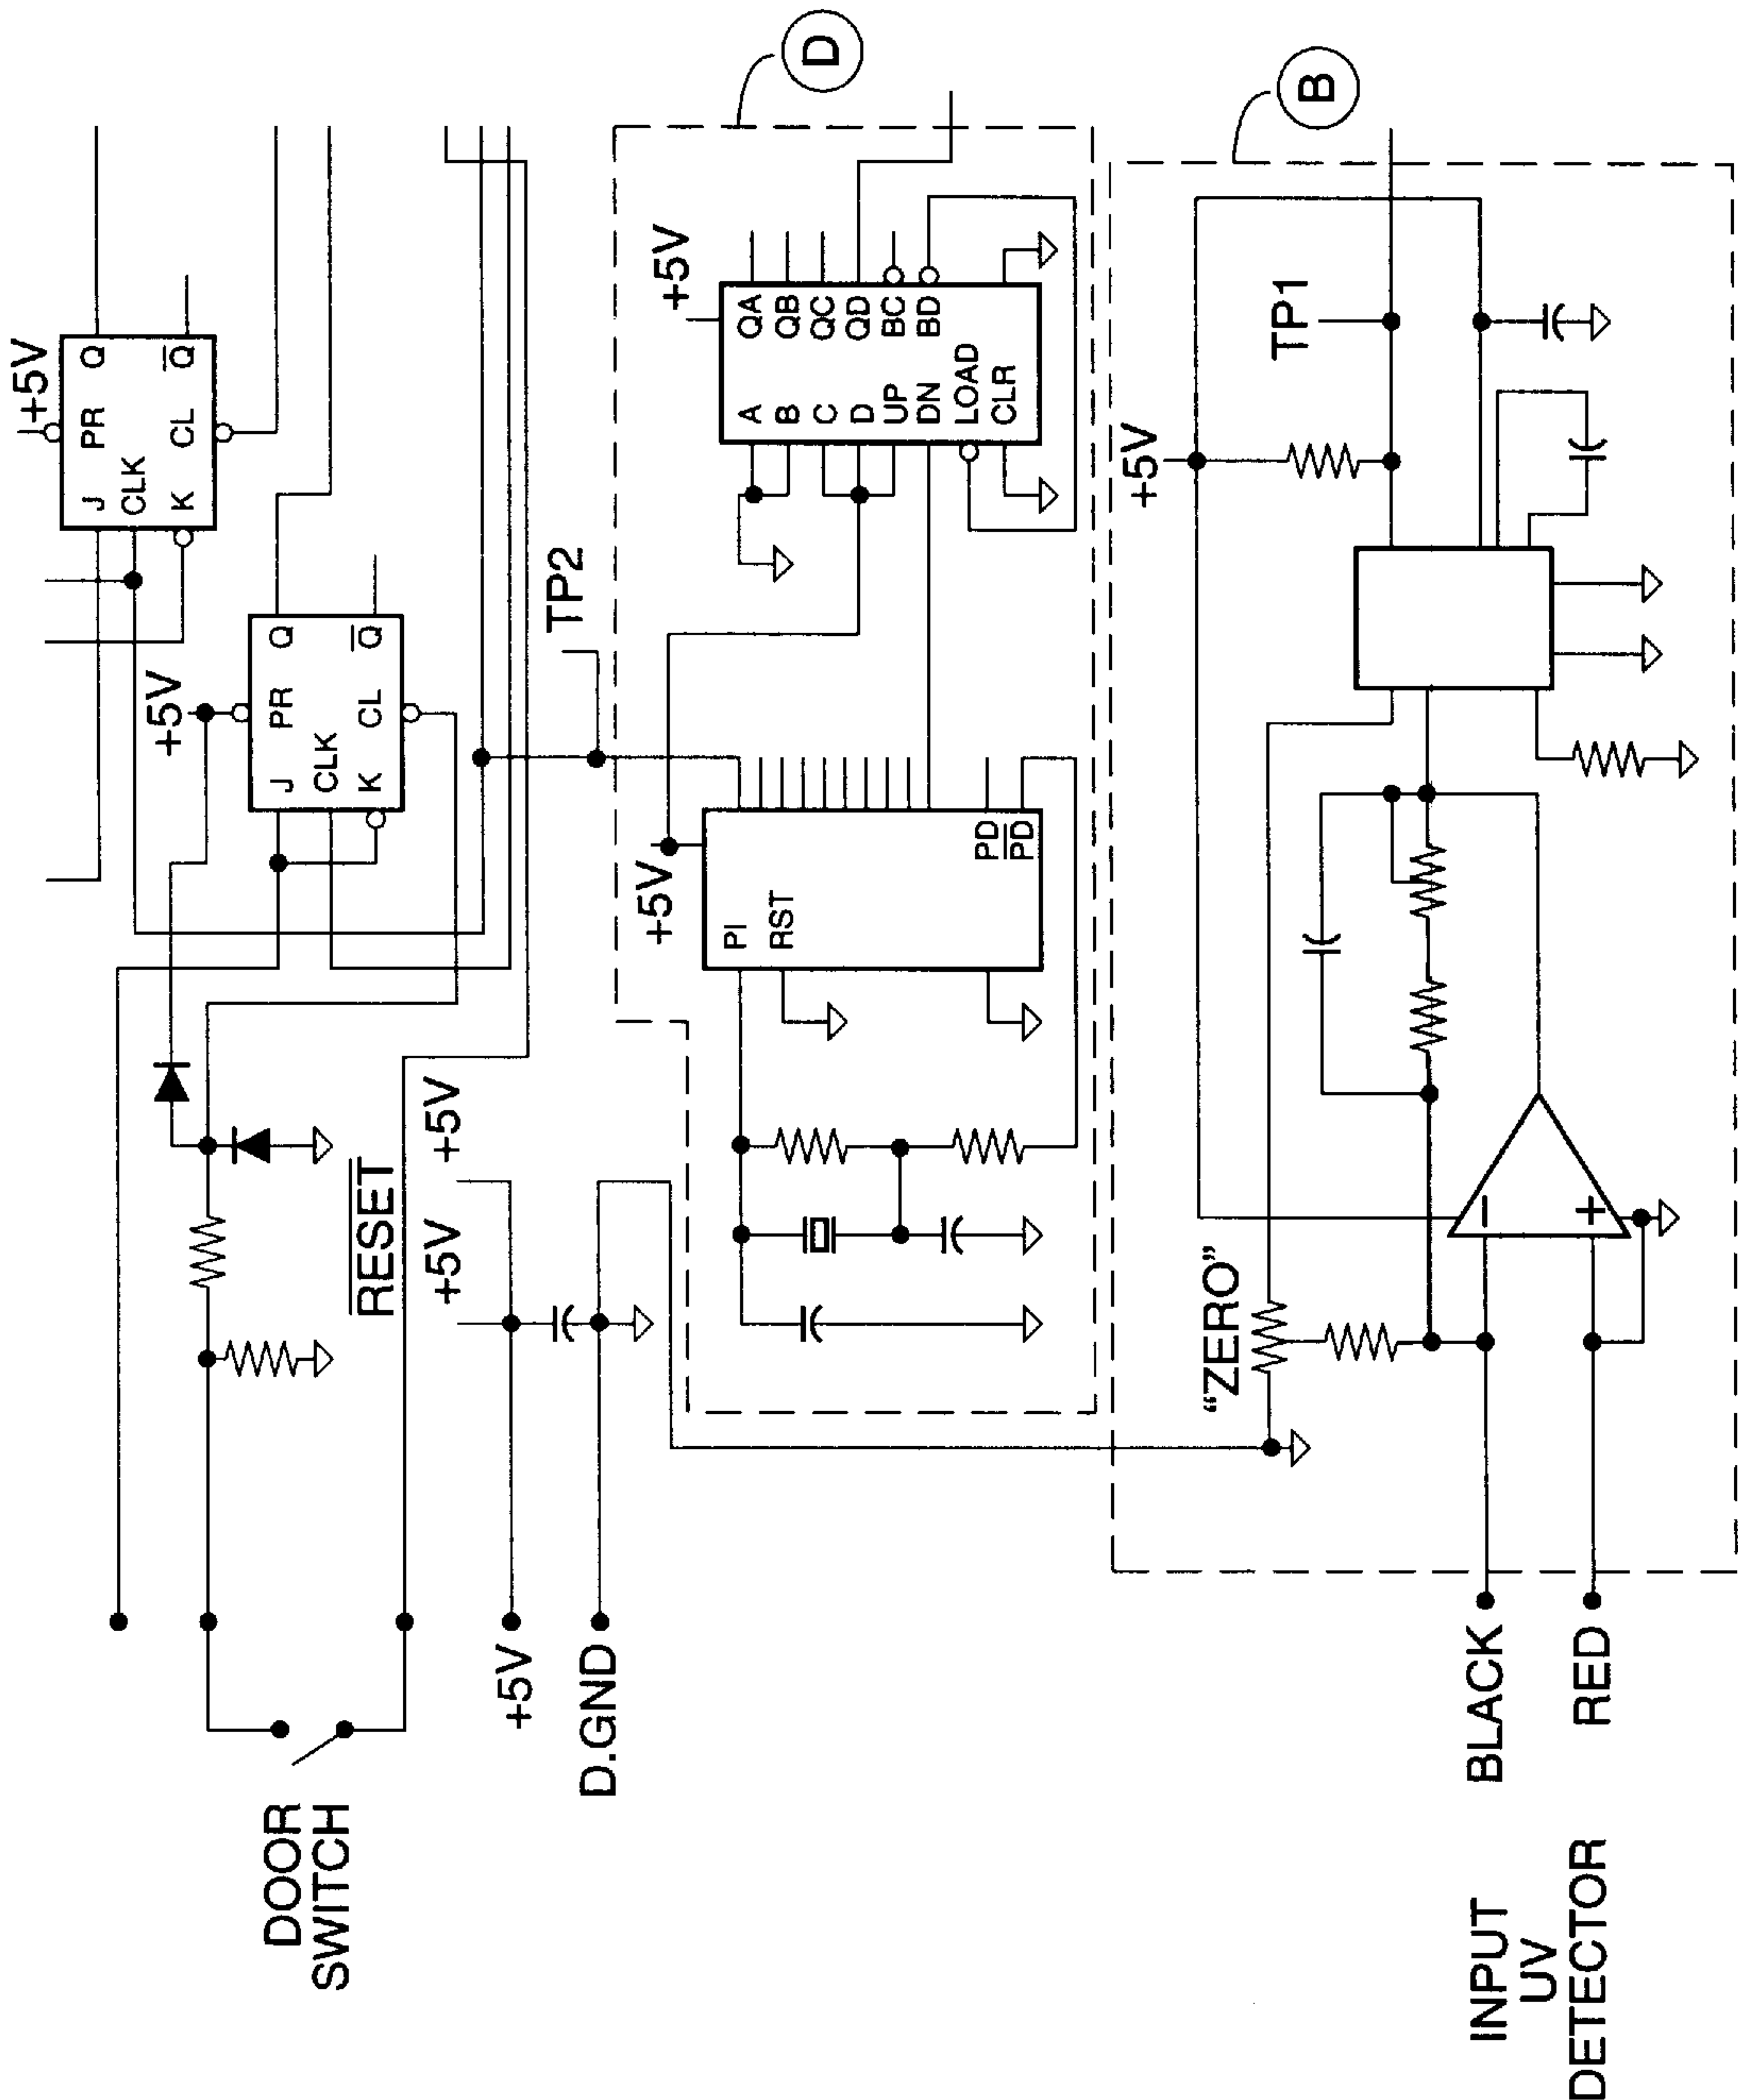 +5V
J
PR
Q
CLK
K
CL
Q
+5V
J
PR
Q
CLK
K
CL
Q
DOOR
SWITCH
RESET
+5V
+5V
+5V
D.GND
TP2
D
+5V
PI
RST
PD
PD
+5V
A
QA
B
QB
C
QC
D
QD
UP
BC
DN
BD
LOAD
CLR
B
+5V
TP1
"ZERO"
−
+
BLACK
RED
INPUT
UV
DETECTOR